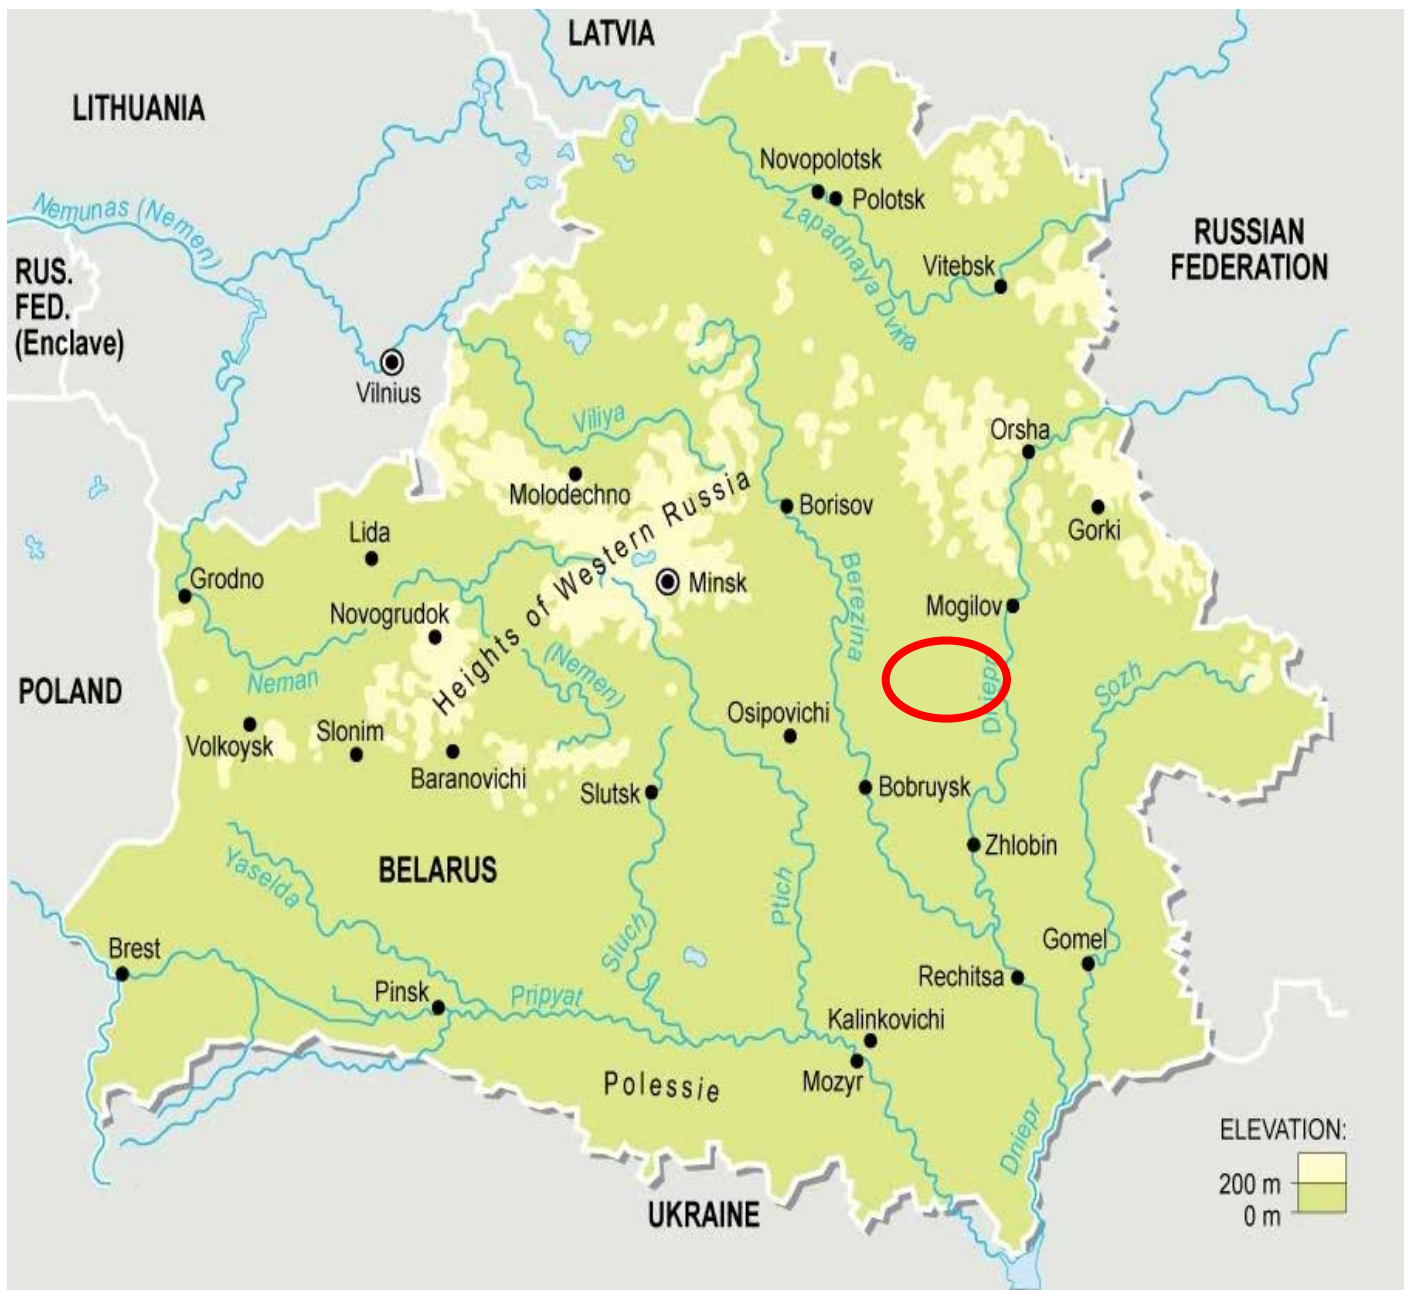 LATVIA
LITHUANIA
Novopolotsk
Polotsk
Nemunas (Nemen)
Zapadnaya Dvina
RUSSIAN
FEDERATION
RUS.
FED.
(Enclave)
Vitebsk
Vilnius
Viliya
Orsha
Molodechno
Borisov
Gorki
Heights of Western Russia
Lida
Grodno
Minsk
Berezina
Novogrudok
Mogilov
(Nemen)
Neman
POLAND
Dniepr
Sozh
Osipovichi
Volkoysk
Slonim
Baranovichi
Slutsk
Bobruysk
Zhlobin
Yaselda
BELARUS
Ptich
Sluch
Gomel
Brest
Pinsk
Pripyat
Rechitsa
Kalinkovichi
Mozyr
Polessie
Dniepr
UKRAINE
ELEVATION:
200 m
0 m